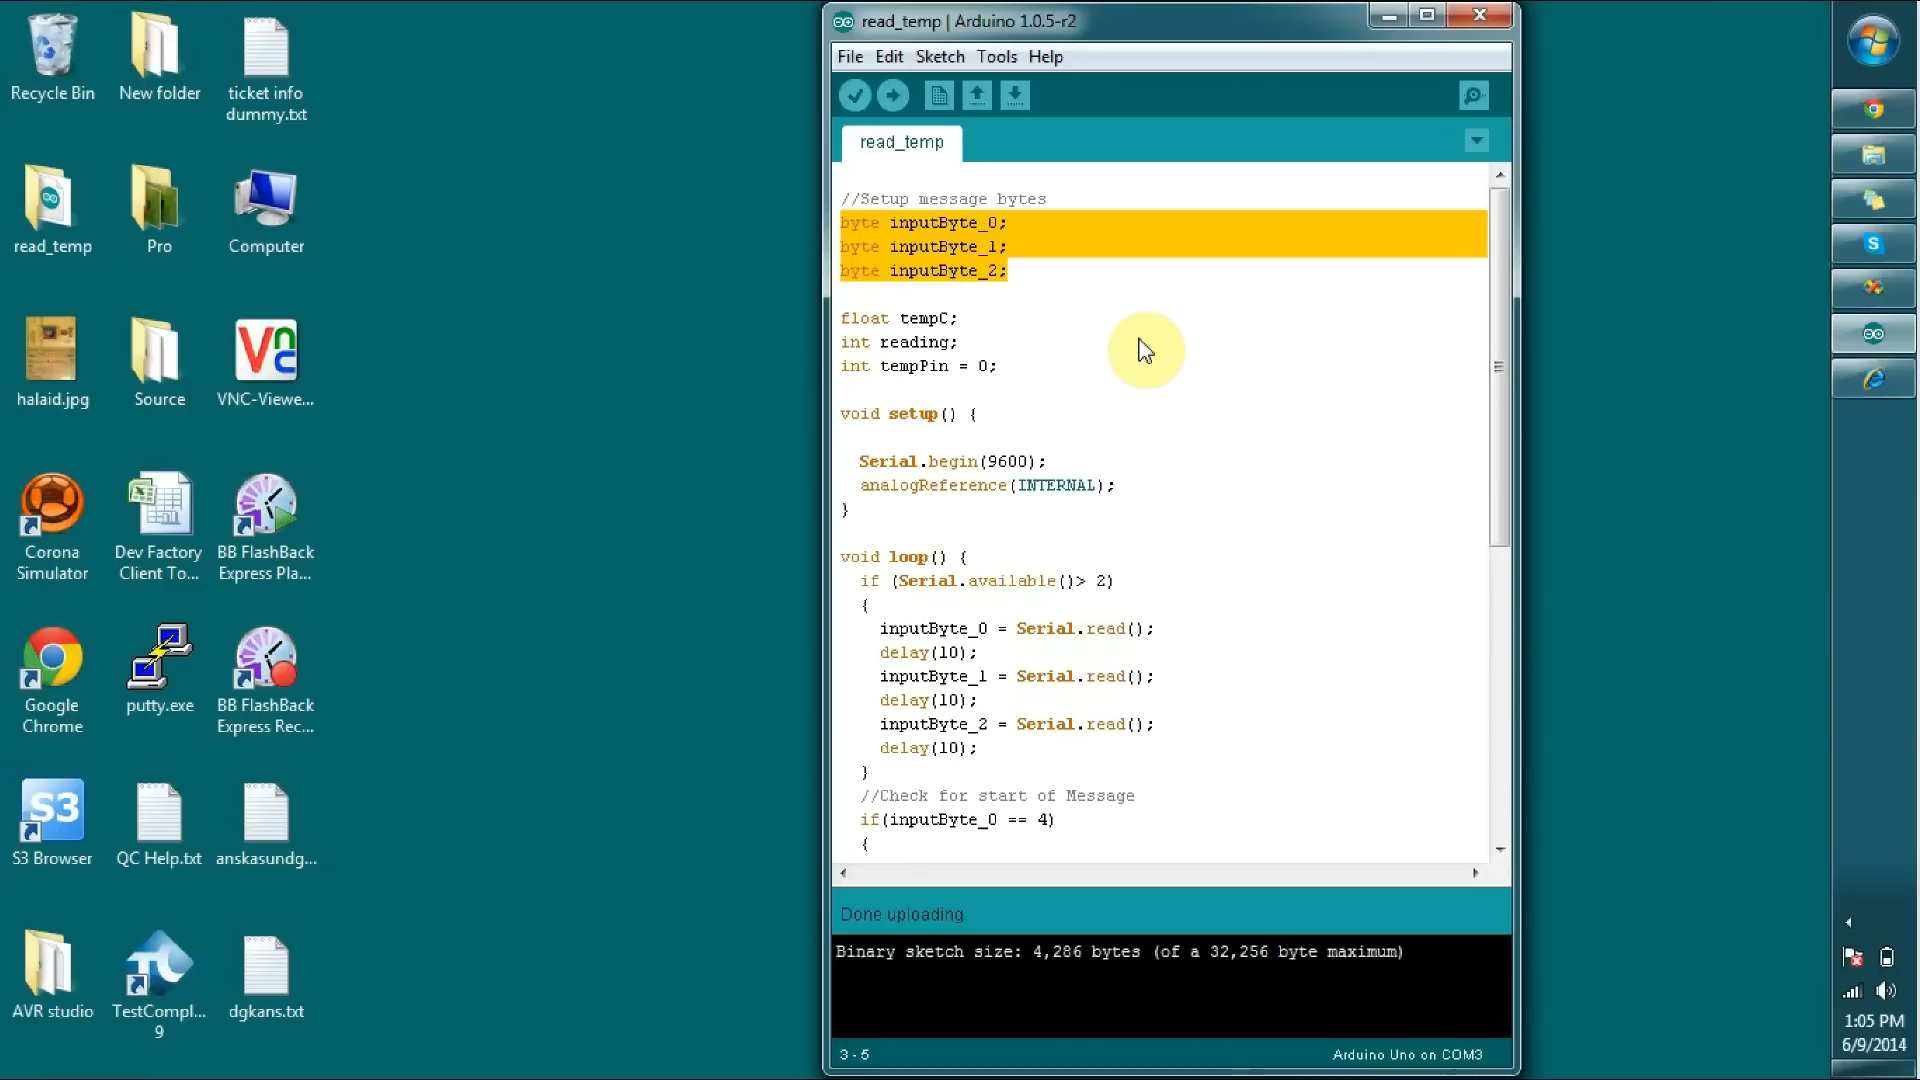 Recycle Bin
New folder
ticket info
dummy.txt
read_temp
Pro
Computer
halaid.jpg
Source
VNC-Viewe...
Corona
Simulator
Dev Factory
Client To...
BB FlashBack
Express Pla...
Google
Chrome
putty.exe
BB FlashBack
Express Rec...
S3 Browser
QC Help.txt
anskasundg...
AVR studio
TestCompl...
9
dgkans.txt
read_temp | Arduino 1.0.5-r2
File Edit Sketch Tools Help
read_temp
//Setup message bytes
byte inputByte_0;
byte inputByte_1;
byte inputByte_2;
float tempC;
int reading;
int tempPin = 0;
void setup() {
Serial.begin(9600);
analogReference(INTERNAL);
}
void loop() {
if (Serial.available()> 2)
{
inputByte_0 = Serial.read();
delay(10);
inputByte_1 = Serial.read();
delay(10);
inputByte_2 = Serial.read();
delay(10);
}
//Check for start of Message
if(inputByte_0 == 4)
{
Done uploading.
Binary sketch size: 4,286 bytes (of a 32,256 byte maximum)
3 - 5
Arduino Uno on COM3
1:05 PM
6/9/2014